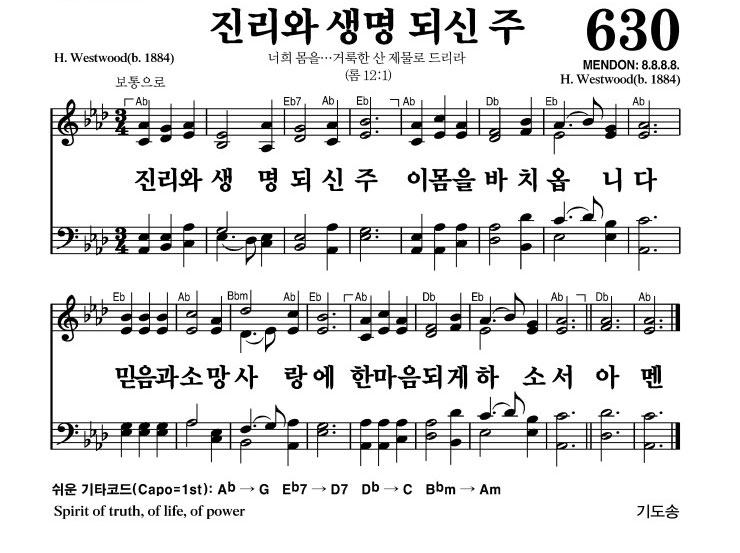 진리와 생명 되신 주
630
H. Westwood(b. 1884)
너희 몸을…거룩한 산 제물로 드리라
(롬 12:1)
MENDON: 8.8.8.8.
H. Westwood(b. 1884)
보통으로
Ab Eb7 Ab Eb Ab Db Eb Ab
진리와 생 명 되 신 주 이몸을 바 치 옵 니 다
Eb Ab Bbm Ab Eb Ab Db Eb Ab Db Ab
믿음과소망사 랑에 한마음되게하 소서 아 멘
쉬운 기타코드(Capo=1st): Ab → G Eb7 → D7 Db → C Bbm → Am
Spirit of truth, of life, of power
기도송